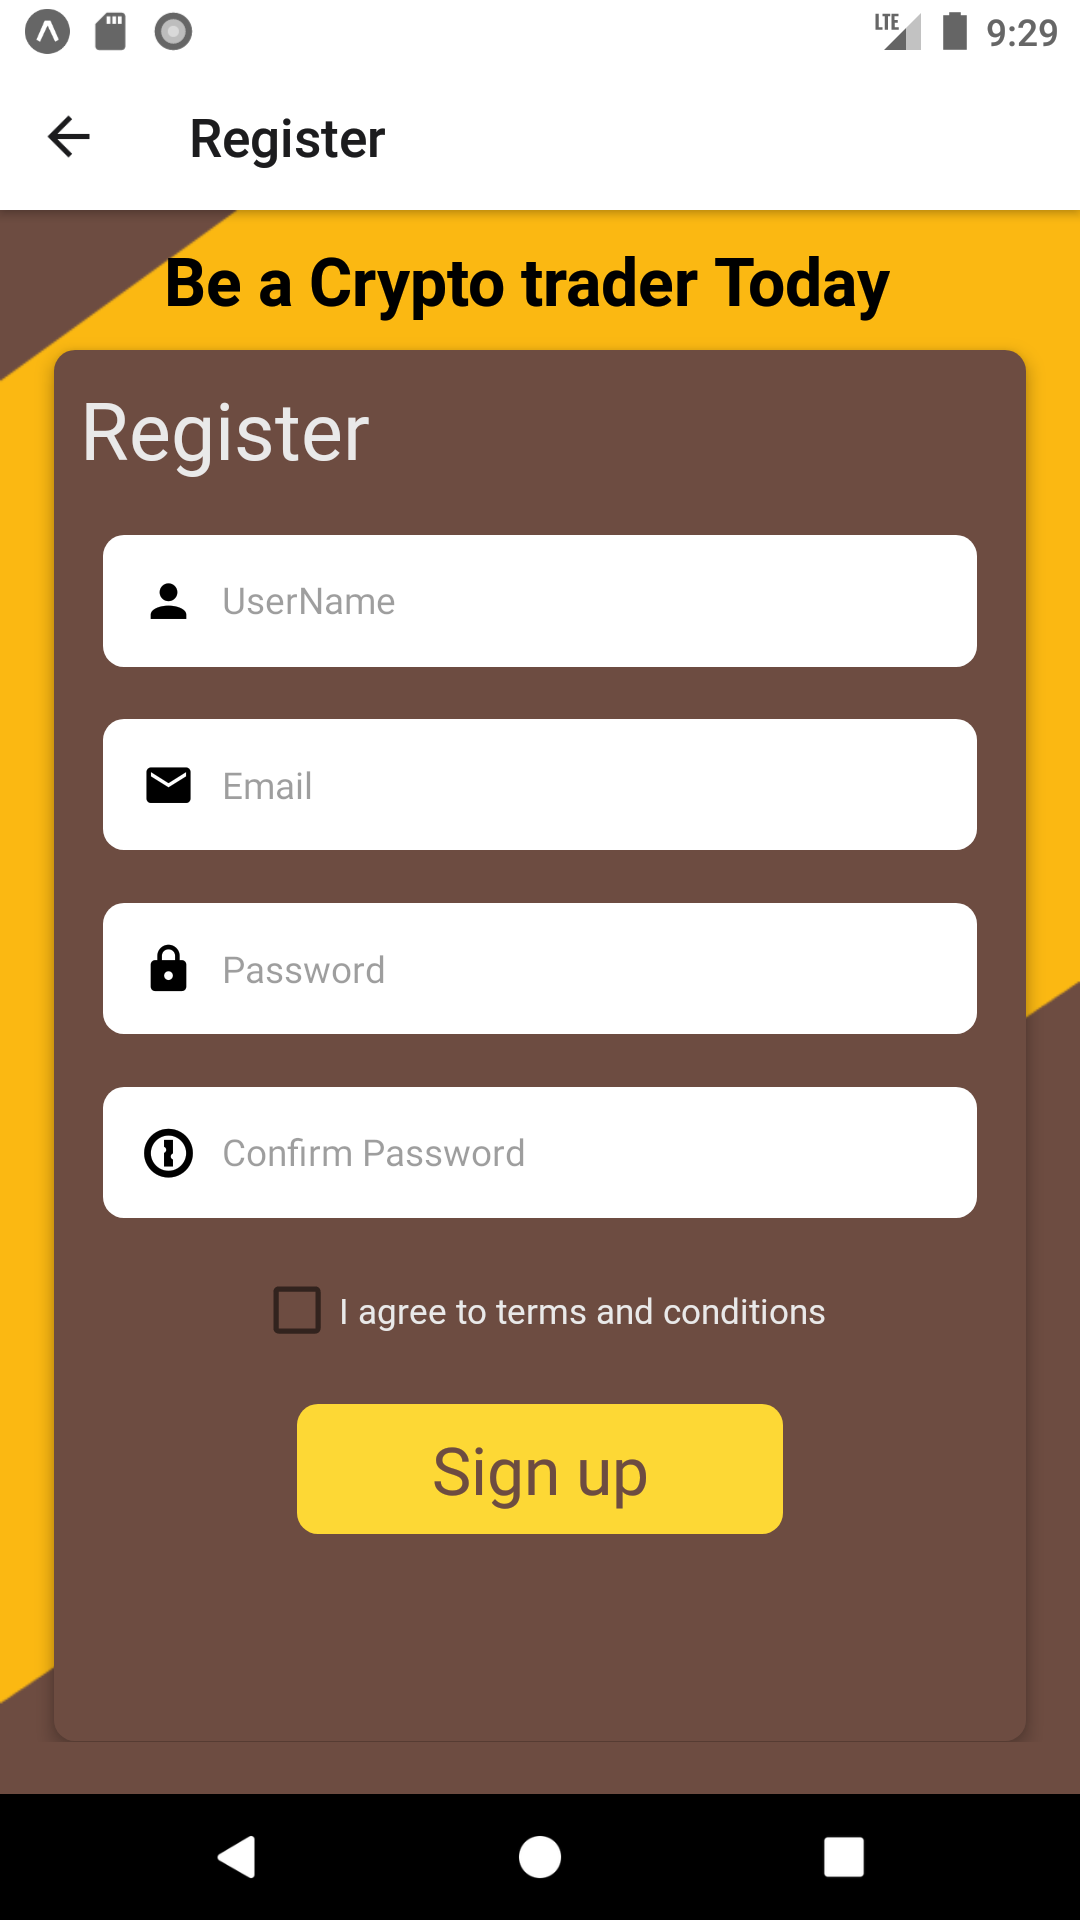 LTE 9:29
Register
Be a Crypto trader Today
Register
UserName
Email
Password
Confirm Password
I agree to terms and conditions
Sign up